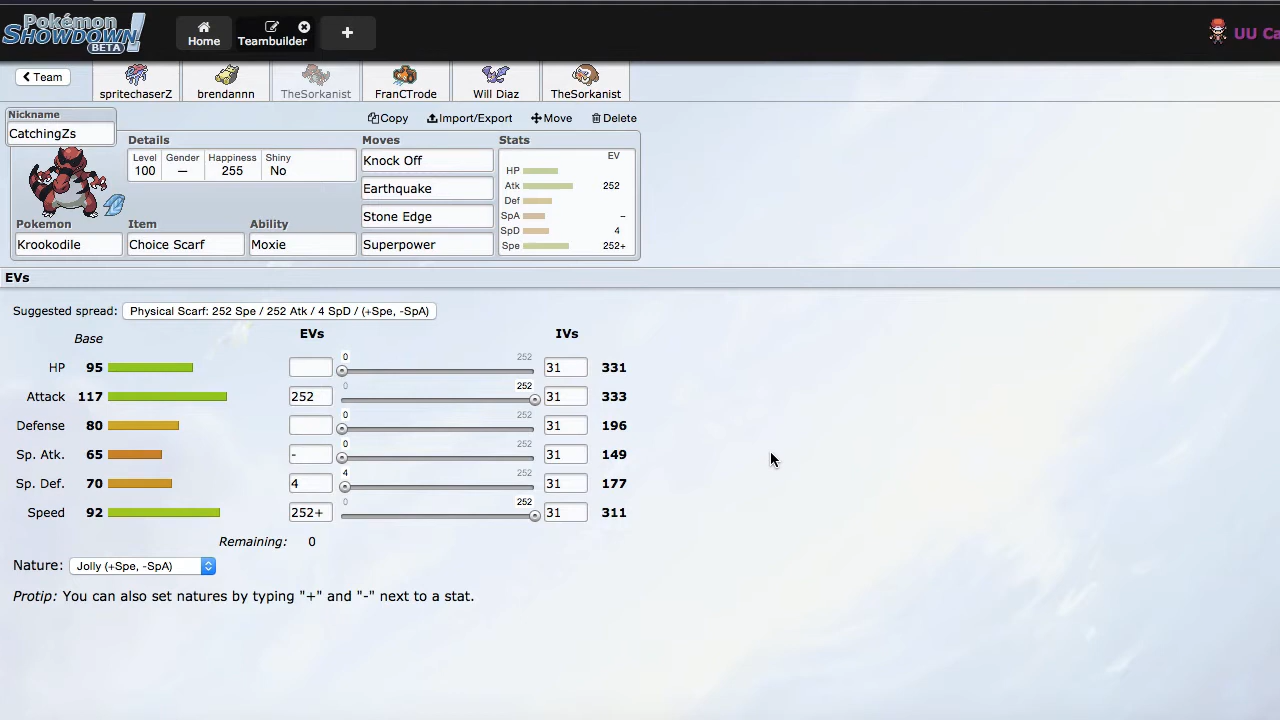 Pokémon
SHOWDOWN!
BETA
Home
Teambuilder
+
UU Ca
Team
spritechaserZ
brendannn
TheSorkanist
FranCTrode
Will Diaz
TheSorkanist
Nickname
CatchingZs
Copy
Import/Export
Move
Delete
Details
Level Gender Happiness Shiny
100 — 255 No
Moves
Knock Off
Earthquake
Stone Edge
Superpower
Stats
EV
HP
Atk 252
Def
SpA –
SpD 4
Spe 252+
Pokemon
Krookodile
Item
Choice Scarf
Ability
Moxie
EVs
Suggested spread: Physical Scarf: 252 Spe / 252 Atk / 4 SpD / (+Spe, -SpA)
Base EVs IVs
HP 95 0 252 31 331
Attack 117 252 0 252 31 333
Defense 80 0 252 31 196
Sp. Atk. 65 - 0 252 31 149
Sp. Def. 70 4 4 252 31 177
Speed 92 252+ 0 252 31 311
Remaining: 0
Nature: Jolly (+Spe, -SpA)
Protip: You can also set natures by typing "+" and "-" next to a stat.